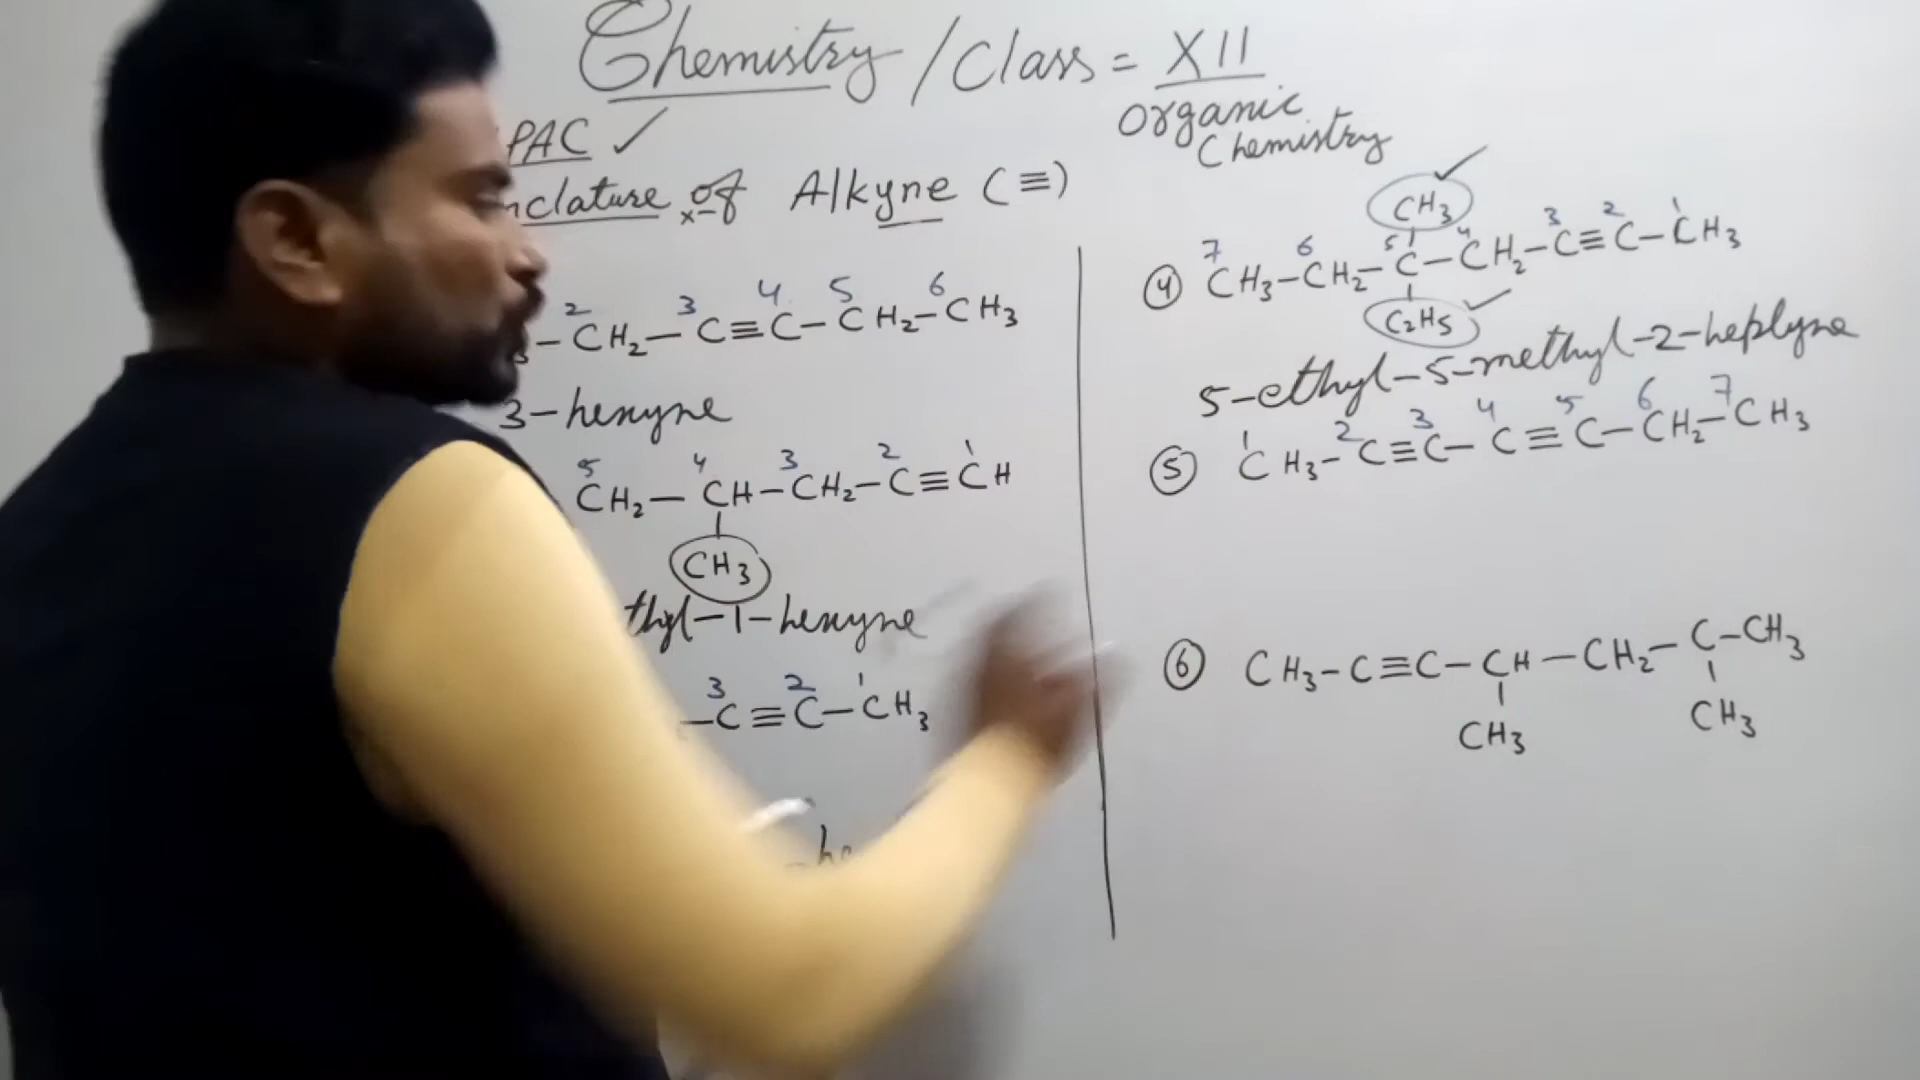 Chemistry / Class = XII
Organic
Chemistry
PAC ✓
nclature of Alkyne (≡)
2 3 4 5 6
– CH2 – C ≡ C – CH2 – CH3
3-hexyne
5 4 3 2 1
CH2 – CH – CH2 – C ≡ CH
|
CH3
thyl-1-hexyne
3 2 1
– C ≡ C – CH3
CH3 ✓
7 6 5 4 3 2 1
④ CH3 – CH2 – C – CH2 – C ≡ C – CH3
|
C2H5 ✓
5-ethyl-5-methyl-2-heptyne
1 2 3 4 5 6 7
⑤ CH3 – C ≡ C – C ≡ C – CH2 – CH3
⑥ CH3 – C ≡ C – CH – CH2 – C – CH3
| |
CH3 CH3